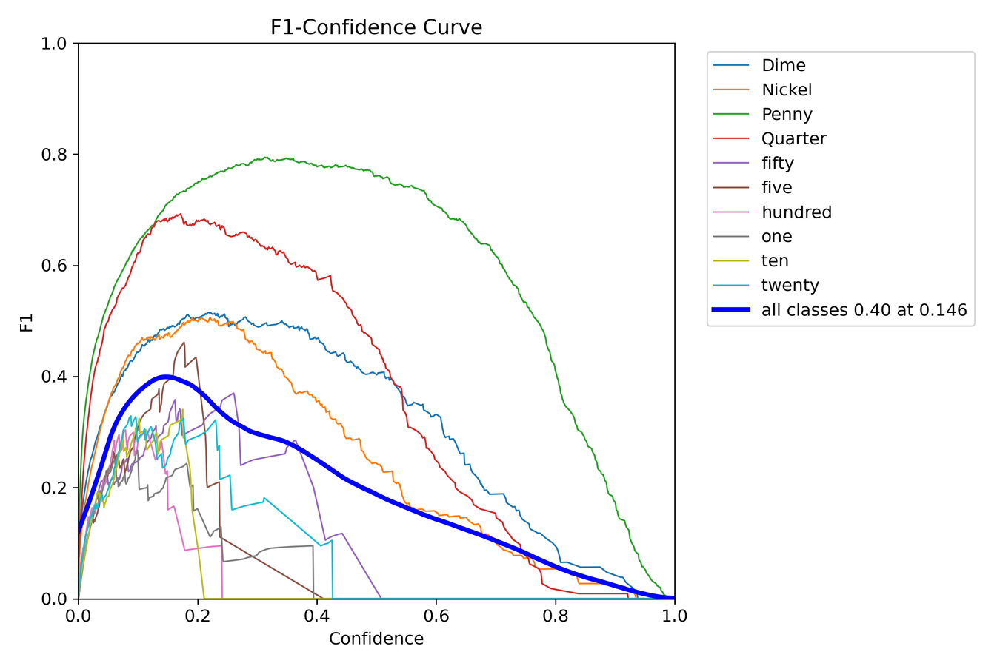 F1-Confidence Curve
1.0
0.8
0.6
0.4
0.2
0.0
F1
0.0 0.2 0.4 0.6 0.8 1.0
Confidence
Dime
Nickel
Penny
Quarter
fifty
five
hundred
one
ten
twenty
all classes 0.40 at 0.146